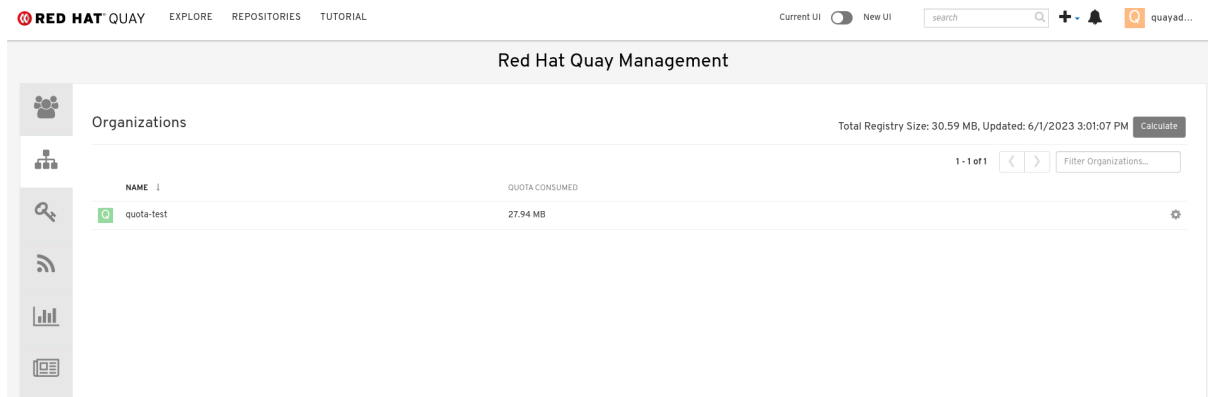 RED HAT QUAY EXPLORE REPOSITORIES TUTORIAL Current UI New UI search Q quayad...
Red Hat Quay Management
Organizations
Total Registry Size: 30.59 MB, Updated: 6/1/2023 3:01:07 PM Calculate
1 - 1 of 1 Filter Organizations...
NAME ↓ QUOTA CONSUMED
Q quota-test 27.94 MB